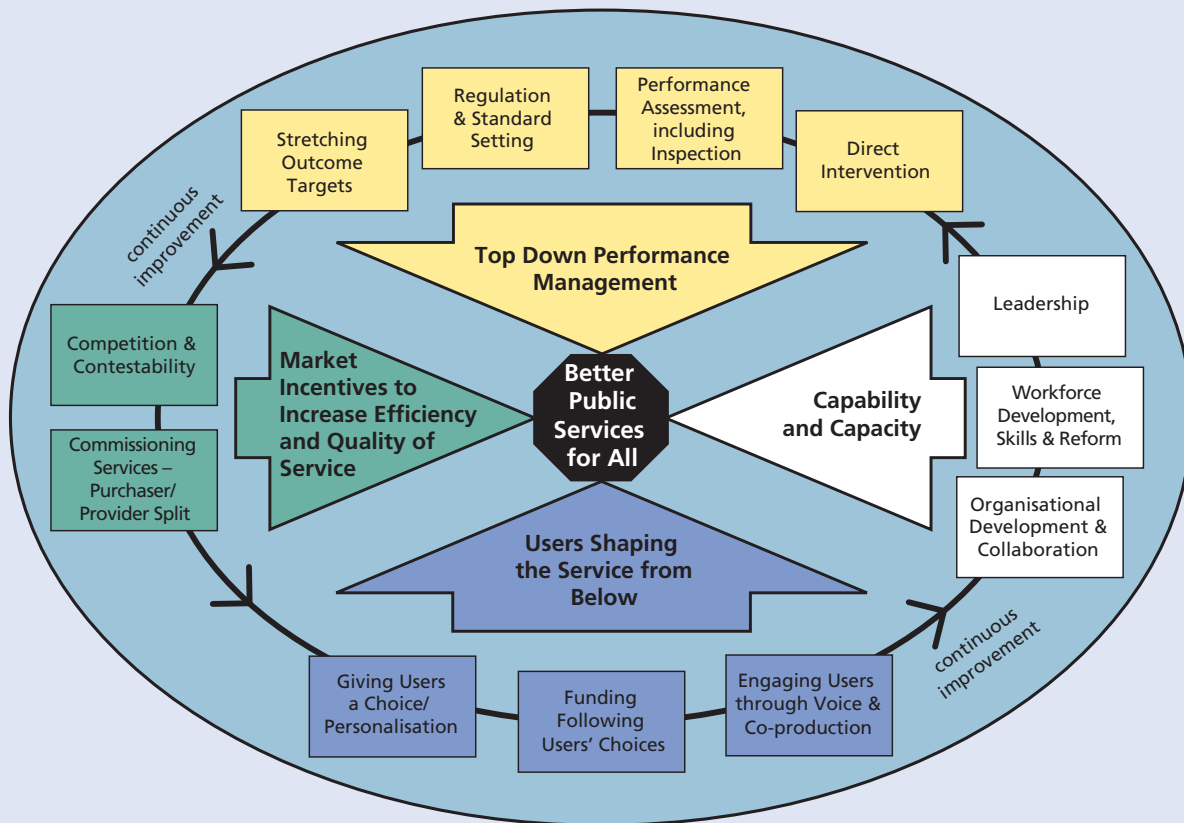 Regulation
& Standard
Setting
Performance
Assessment,
including
Inspection
Stretching
Outcome
Targets
Direct
Intervention
continuous
improvement
Top Down Performance
Management
Leadership
Competition &
Contestability
Market
Incentives to
Increase Efficiency
and Quality of
Service
Better
Public
Services
for All
Capability
and Capacity
Workforce
Development,
Skills & Reform
Commissioning
Services –
Purchaser/
Provider Split
Organisational
Development &
Collaboration
Users Shaping
the Service from
Below
continuous
improvement
Giving Users
a Choice/
Personalisation
Funding
Following
Users’ Choices
Engaging Users
through Voice &
Co-production